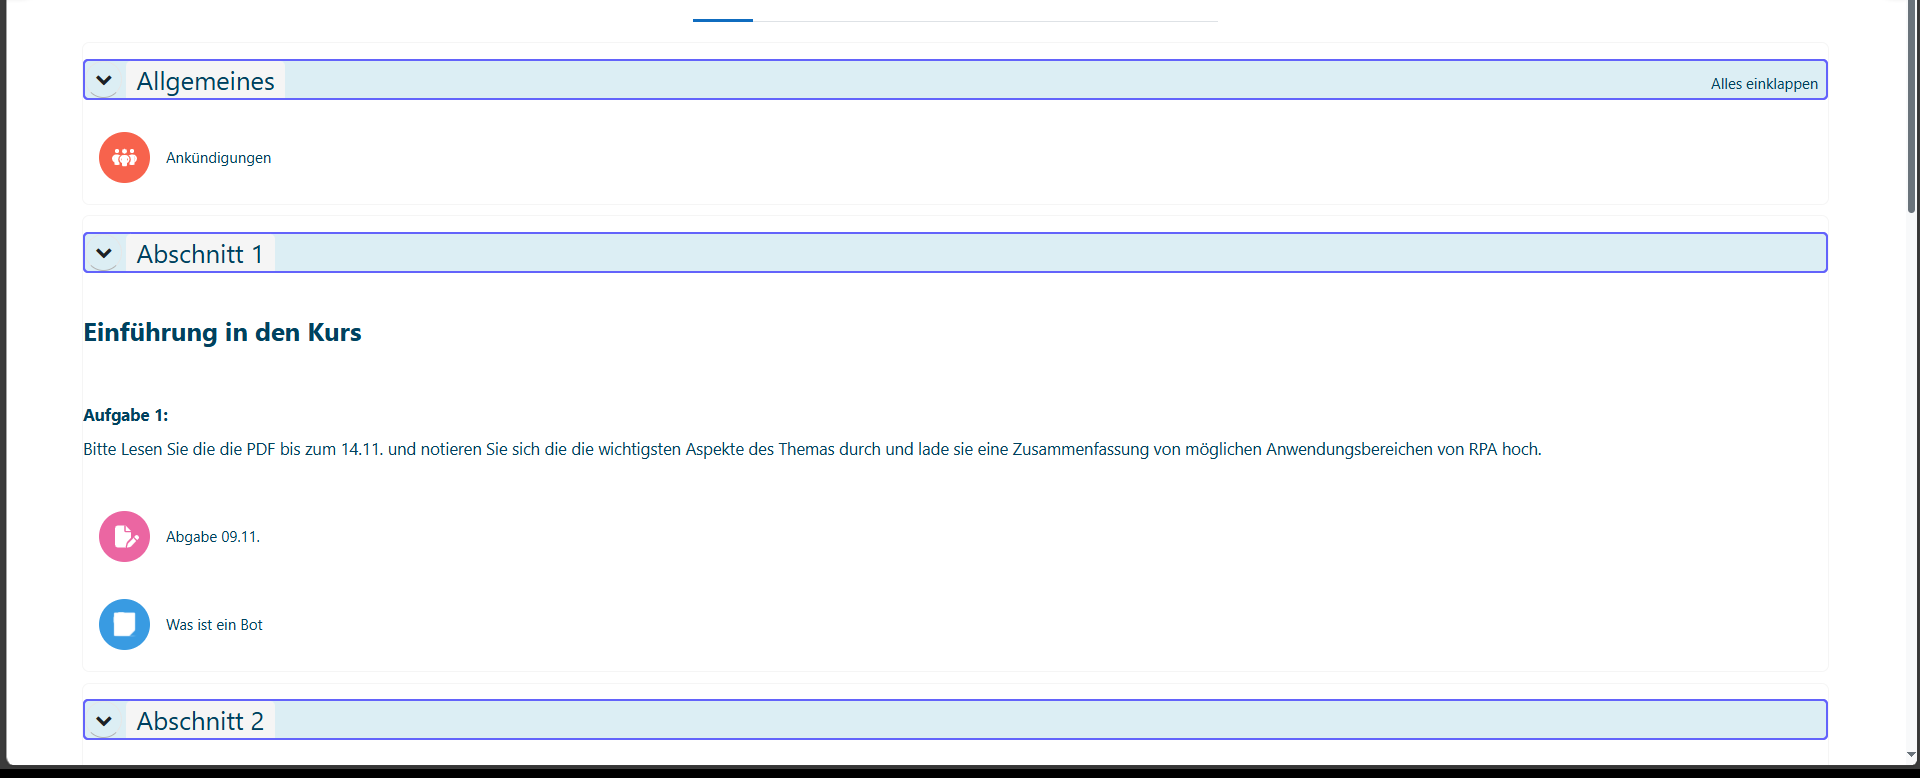 Allgemeines
Alles einklappen
Ankündigungen
Abschnitt 1
Einführung in den Kurs
Aufgabe 1:
Bitte Lesen Sie die die PDF bis zum 14.11. und notieren Sie sich die die wichtigsten Aspekte des Themas durch und lade sie eine Zusammenfassung von möglichen Anwendungsbereichen von RPA hoch.
Abgabe 09.11.
Was ist ein Bot
Abschnitt 2